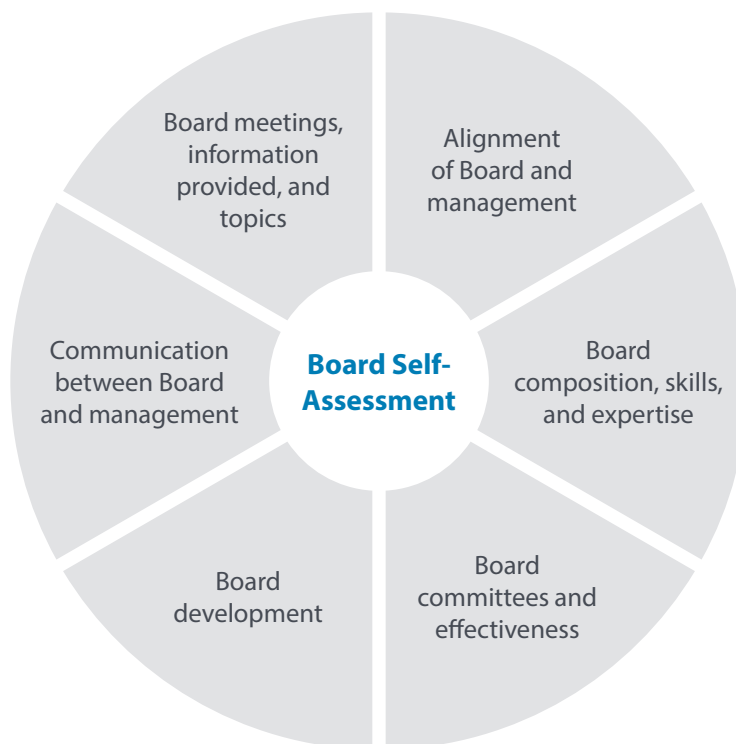 Board meetings,
information
provided, and
topics
Alignment
of Board and
management
Communication
between Board
and management
Board Self-
Assessment
Board
composition, skills,
and expertise
Board
development
Board
committees and
effectiveness